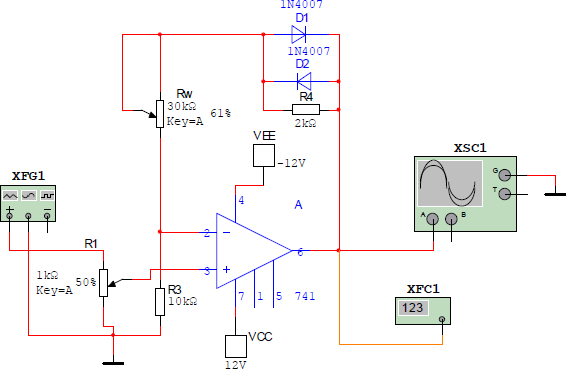 1N4007
D1
1N4007
D2
R4
2kΩ
Rw
30kΩ
Key=A
61%
VEE
-12V
XFG1
+
−
XSC1
G
T
A
B
4
A
R1
1kΩ
Key=A
50%
2
−
3
+
6
7
1
5
741
R3
10kΩ
VCC
12V
XFC1
123